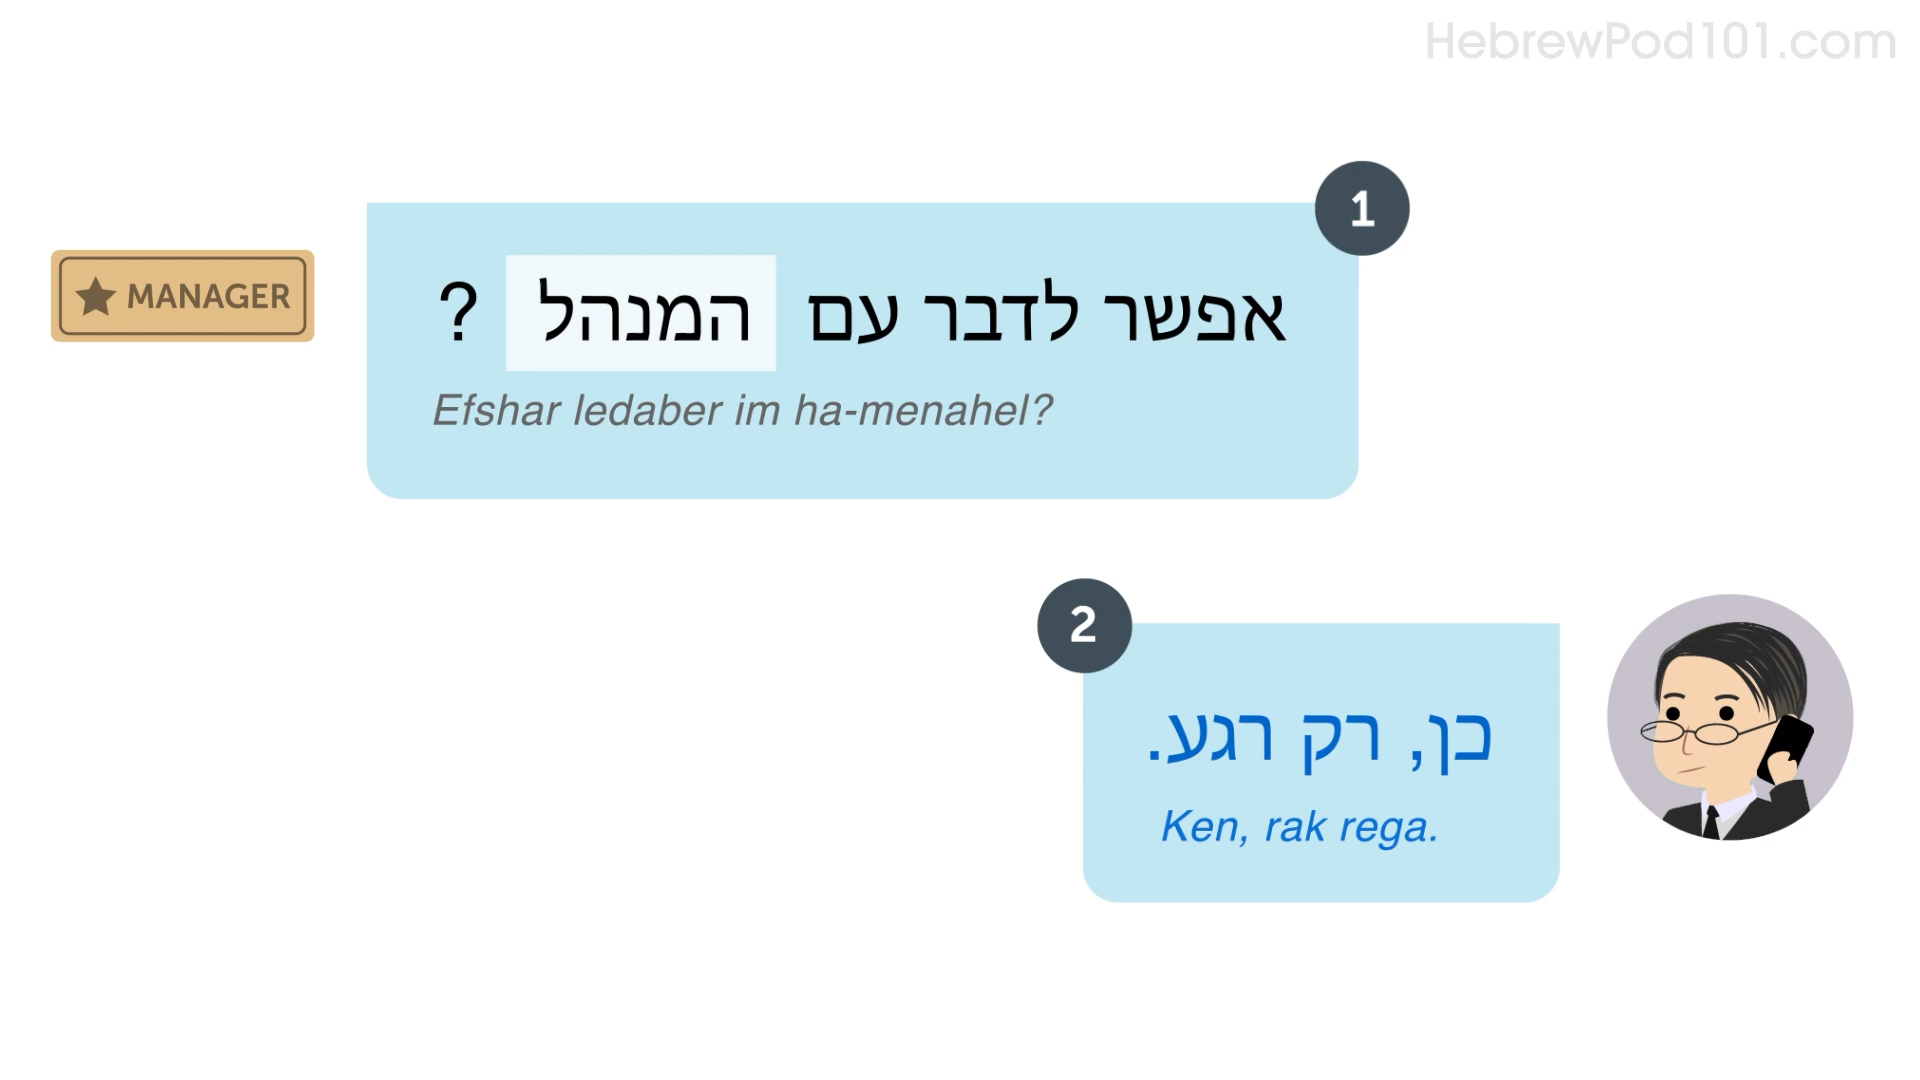 HebrewPod101.com
1
★ MANAGER
אפשר לדבר עם המנהל ?
Efshar ledaber im ha-menahel?
2
כן, רק רגע.
Ken, rak rega.